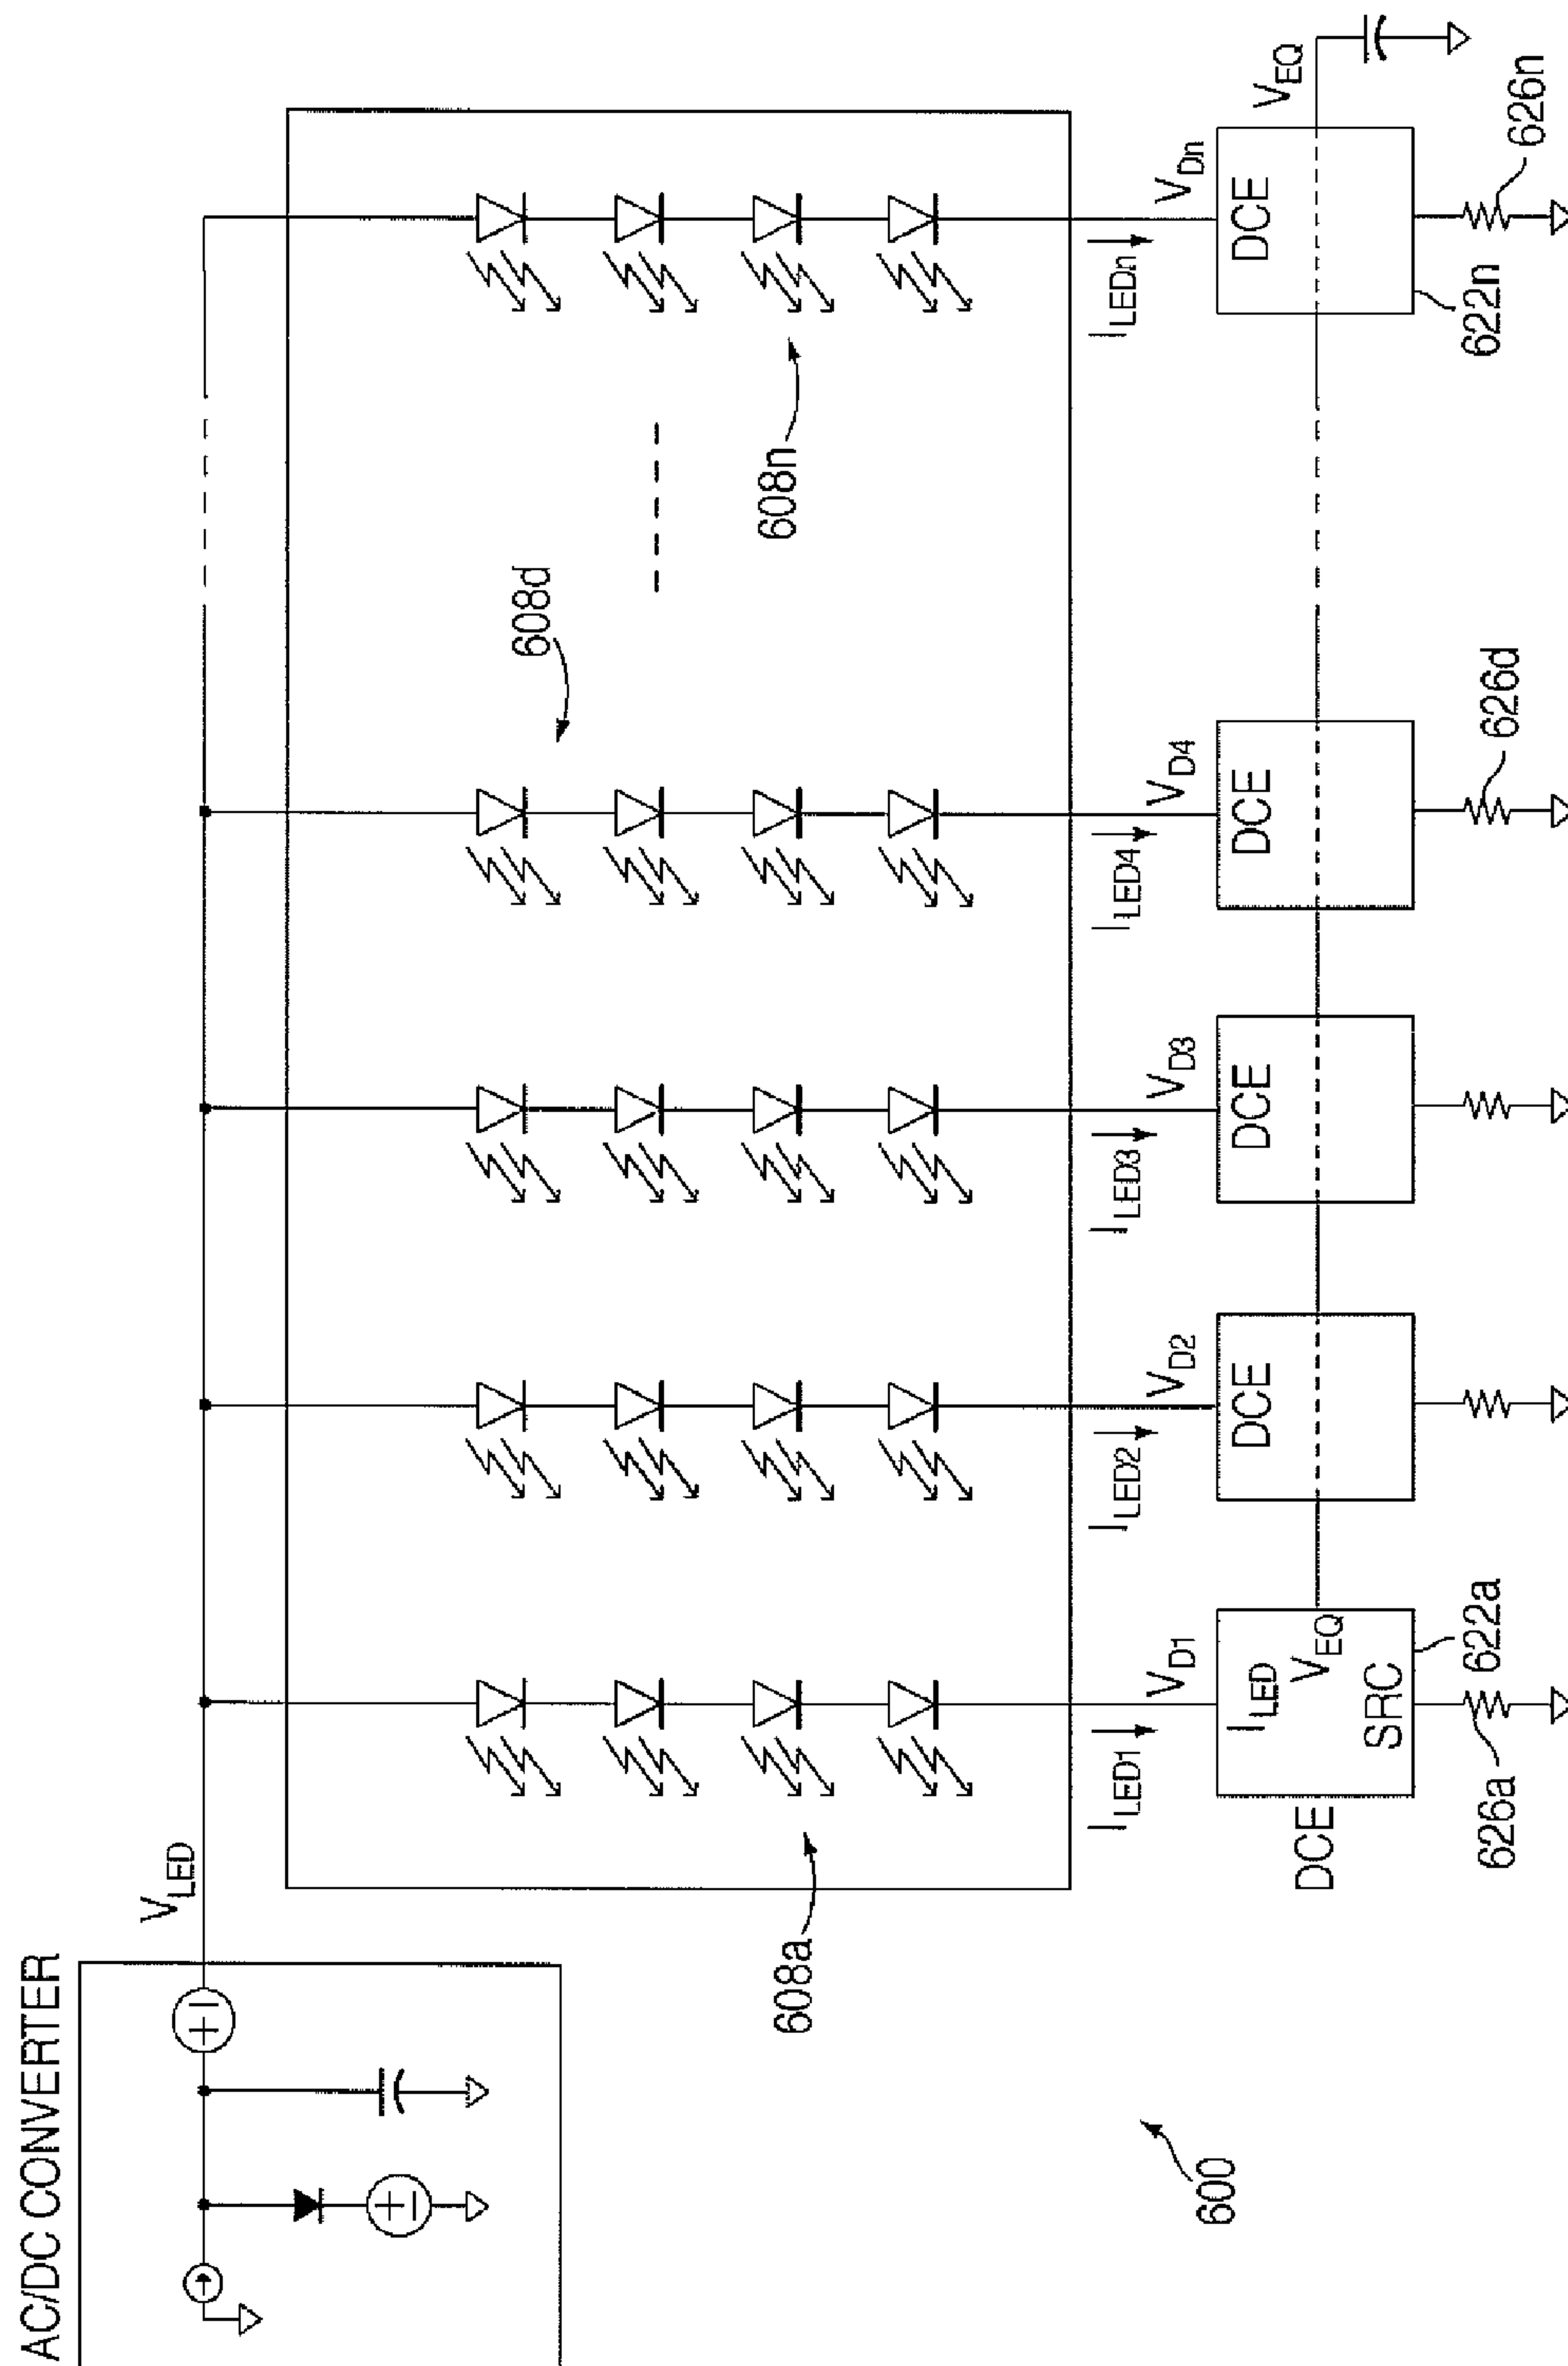 AC/DC CONVERTER
V_LED
608d
608n
608a
I_LED1
V_D1
I_LED2
V_D2
I_LED3
V_D3
I_LED4
V_D4
I_LEDn
V_Dn
V_EQ
DCE
I_LED
V_EQ
SRC
DCE
DCE
DCE
DCE
622a
622n
626a
626d
626n
600